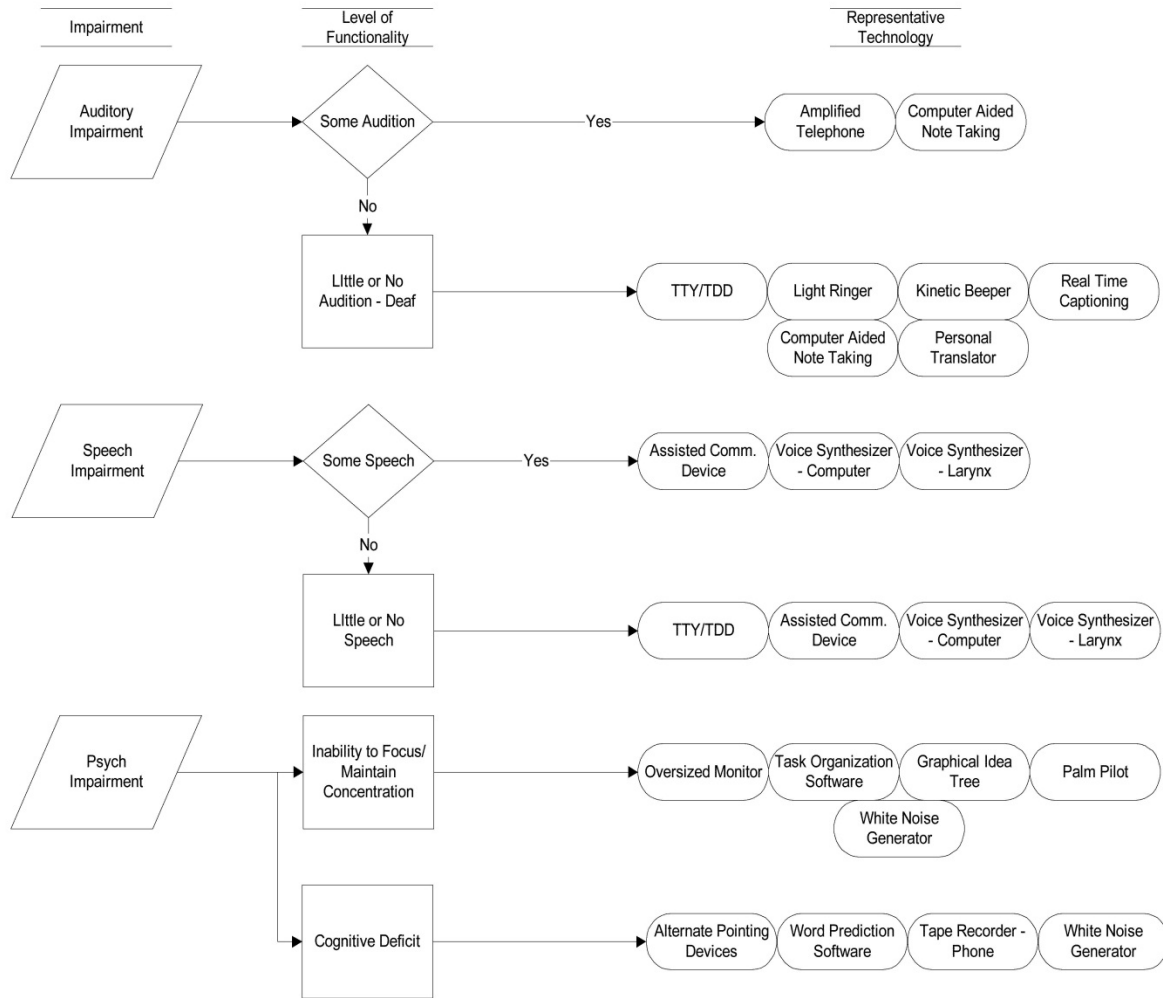 Impairment
Level of
Functionality
Representative
Technology
Auditory
Impairment
Some Audition
Yes
Amplified
Telephone
Computer Aided
Note Taking
No
LIttle or No
Audition - Deaf
TTY/TDD
Light Ringer
Kinetic Beeper
Real Time
Captioning
Computer Aided
Note Taking
Personal
Translator
Speech
Impairment
Some Speech
Yes
Assisted Comm.
Device
Voice Synthesizer
- Computer
Voice Synthesizer
- Larynx
No
LIttle or No
Speech
TTY/TDD
Assisted Comm.
Device
Voice Synthesizer
- Computer
Voice Synthesizer
- Larynx
Psych
Impairment
Inability to Focus/
Maintain
Concentration
Oversized Monitor
Task Organization
Software
Graphical Idea
Tree
Palm Pilot
White Noise
Generator
Cognitive Deficit
Alternate Pointing
Devices
Word Prediction
Software
Tape Recorder -
Phone
White Noise
Generator